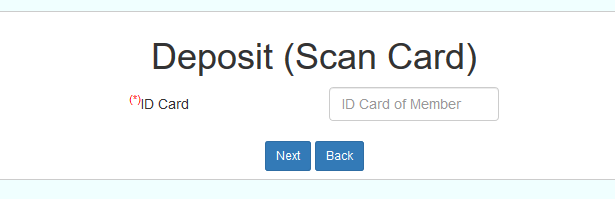 Deposit (Scan Card)
(*)ID Card ID Card of Member
Next Back